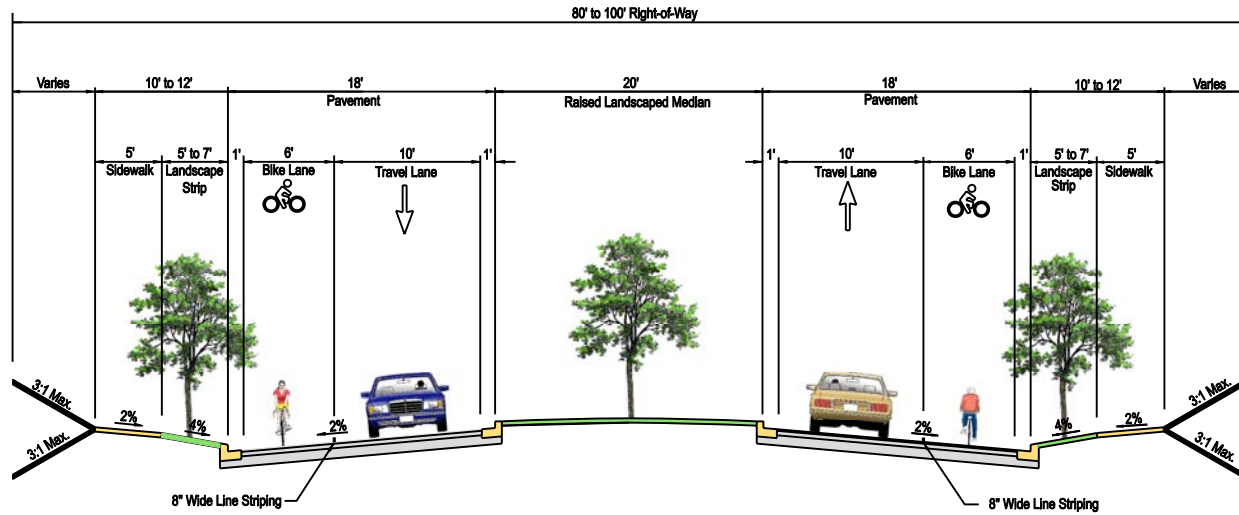 80' to 100' Right-of-Way
Varies
10' to 12'
18'
20'
18'
10' to 12'
Varies
Pavement
Raised Landscaped Median
Pavement
5'
5' to 7'
1'
6'
10'
1'
1'
10'
6'
1'
5' to 7'
5'
Sidewalk
Landscape
Strip
Bike Lane
Travel Lane
Travel Lane
Bike Lane
Landscape
Strip
Sidewalk
3:1 Max.
3:1 Max.
2%
4%
2%
2%
4%
2%
3:1 Max.
3:1 Max.
8" Wide Line Striping
8" Wide Line Striping